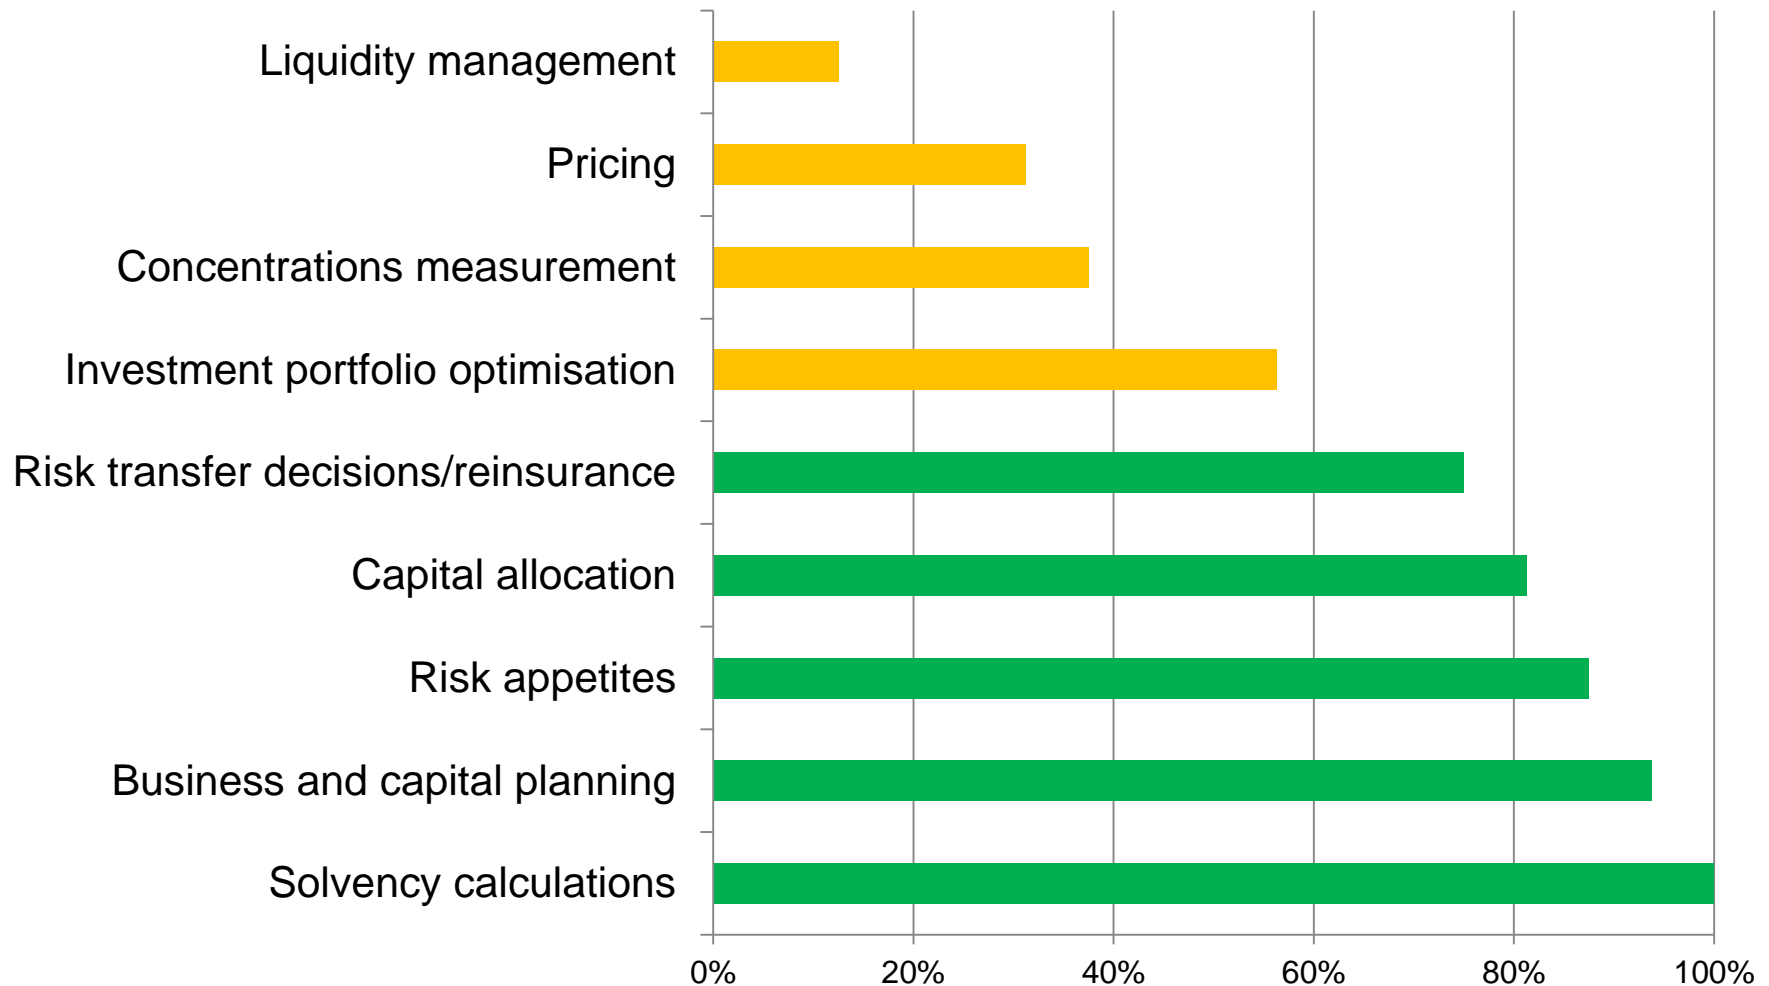 Liquidity management
Pricing
Concentrations measurement
Investment portfolio optimisation
Risk transfer decisions/reinsurance
Capital allocation
Risk appetites
Business and capital planning
Solvency calculations
0% 20% 40% 60% 80% 100%